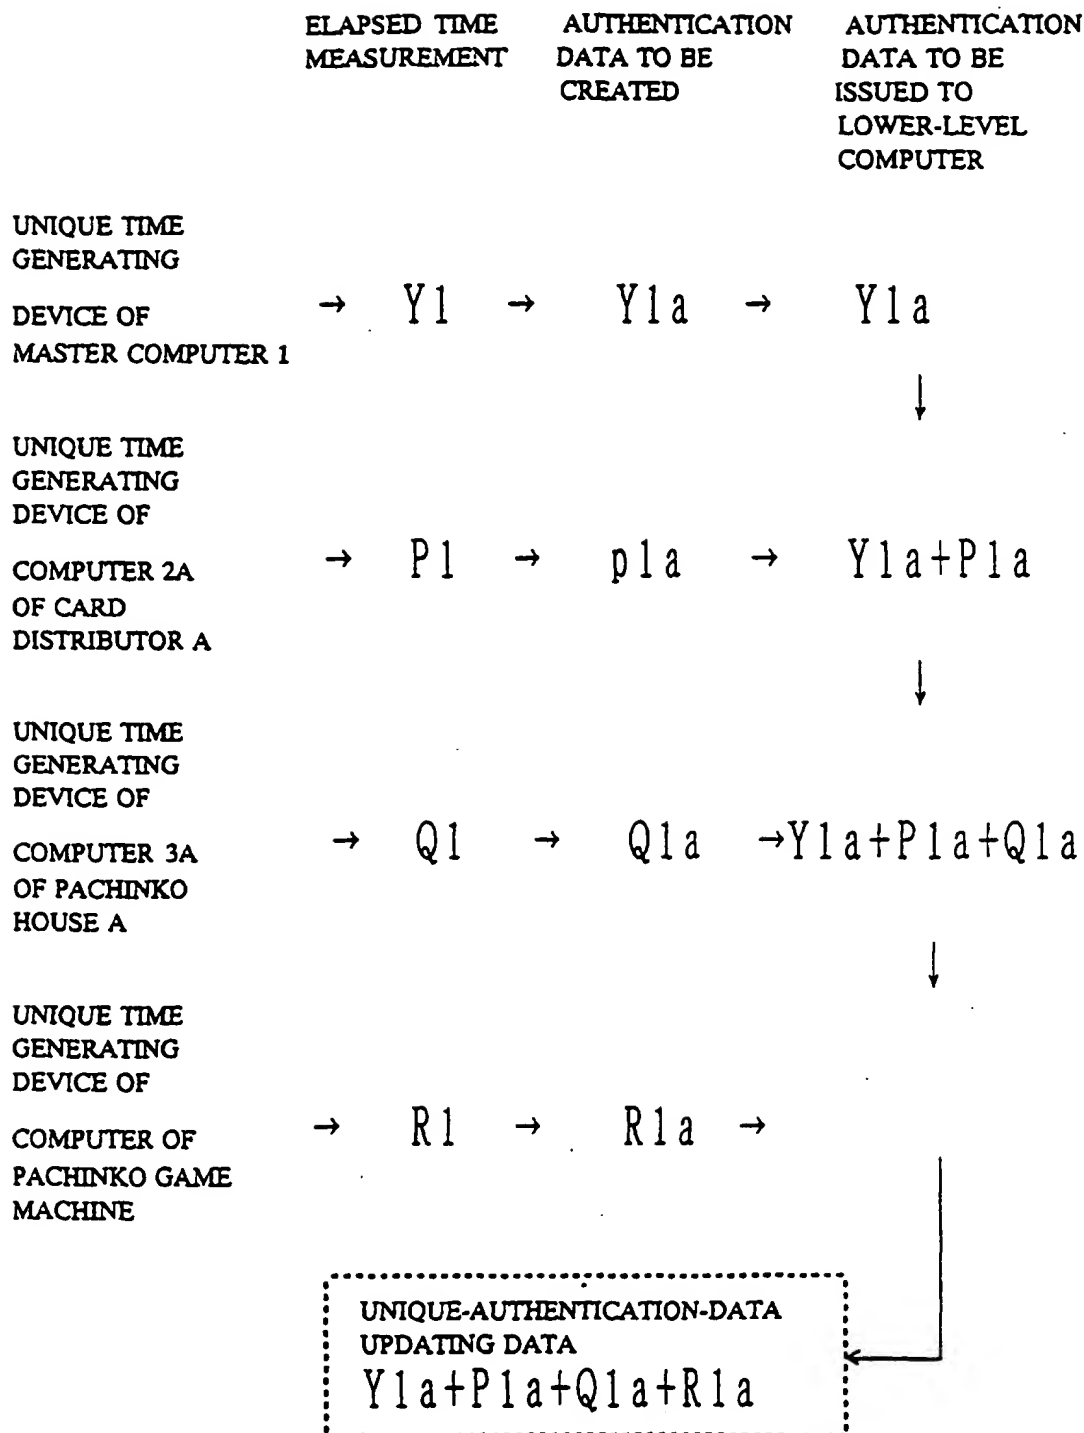 ELAPSED TIME
MEASUREMENT
AUTHENTICATION
DATA TO BE
CREATED
AUTHENTICATION
DATA TO BE
ISSUED TO
LOWER-LEVEL
COMPUTER
UNIQUE TIME
GENERATING
DEVICE OF
MASTER COMPUTER 1
→ Y1 → Y1a → Y1a
↓
UNIQUE TIME
GENERATING
DEVICE OF
COMPUTER 2A
OF CARD
DISTRIBUTOR A
→ P1 → p1a → Y1a+P1a
↓
UNIQUE TIME
GENERATING
DEVICE OF
COMPUTER 3A
OF PACHINKO
HOUSE A
→ Q1 → Q1a →Y1a+P1a+Q1a
↓
UNIQUE TIME
GENERATING
DEVICE OF
COMPUTER OF
PACHINKO GAME
MACHINE
→ R1 → R1a →
UNIQUE-AUTHENTICATION-DATA
UPDATING DATA
Y1a+P1a+Q1a+R1a